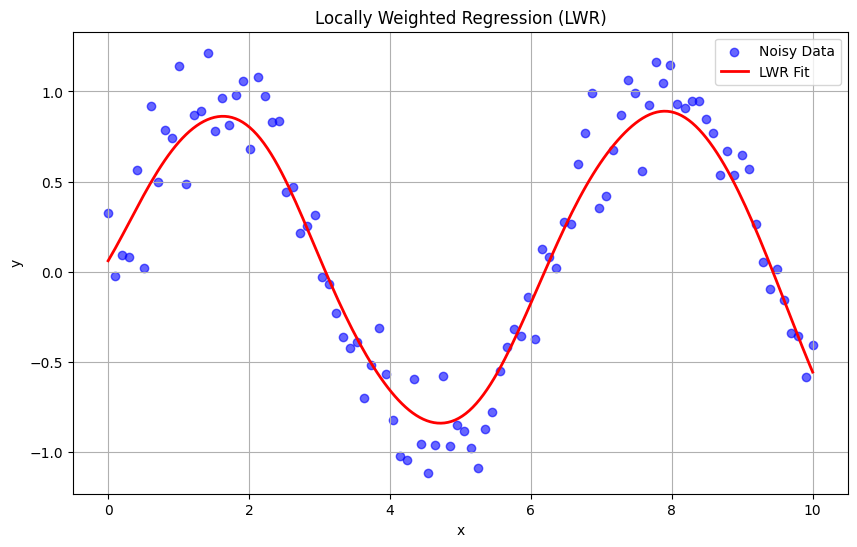 Locally Weighted Regression (LWR)
Noisy Data
LWR Fit
1.0
0.5
0.0
−0.5
−1.0
y
0 2 4 6 8 10
x